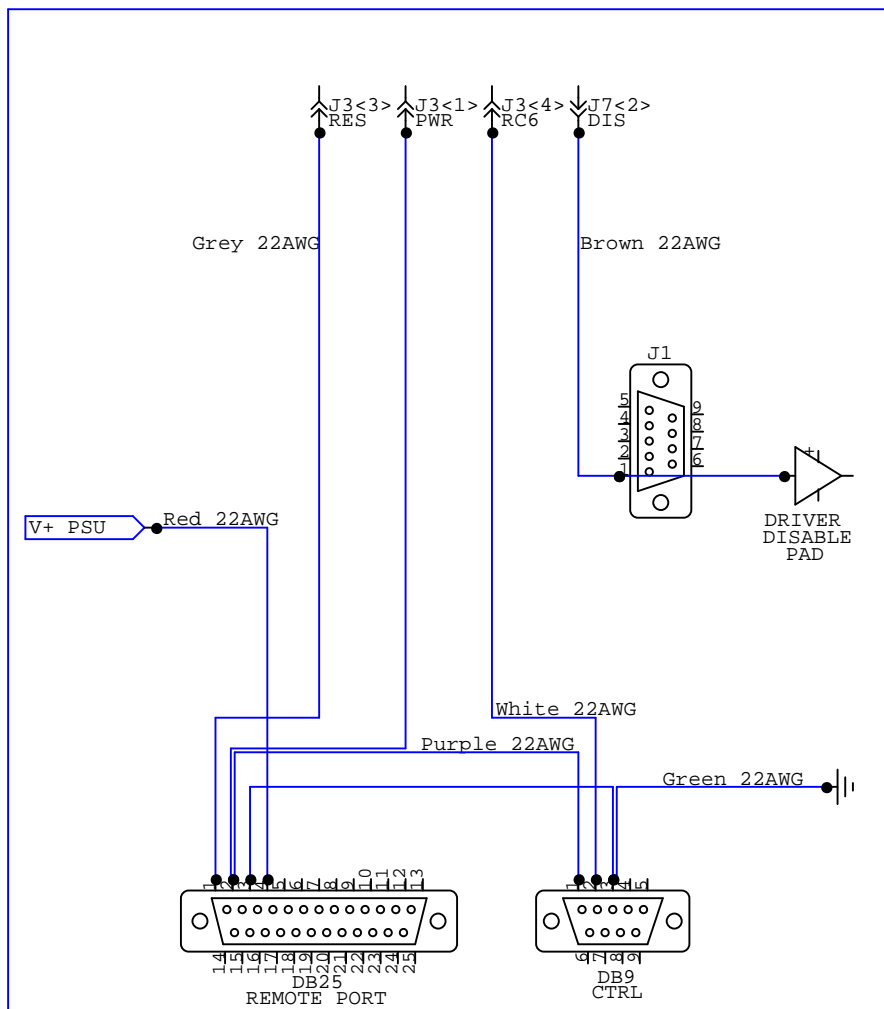 J3<3>
RES
J3<1>
PWR
J3<4>
RC6
J7<2>
DIS
Grey 22AWG
Brown 22AWG
J1
5
4
3
2
1
9
8
7
6
+
DRIVER
DISABLE
PAD
V+ PSU
Red 22AWG
White 22AWG
Purple 22AWG
Green 22AWG
1
2
3
4
5
6
7
8
9
10
11
12
13
14
15
16
17
18
19
20
21
22
23
24
25
DB25
REMOTE PORT
1
2
3
4
5
6
7
8
9
DB9
CTRL